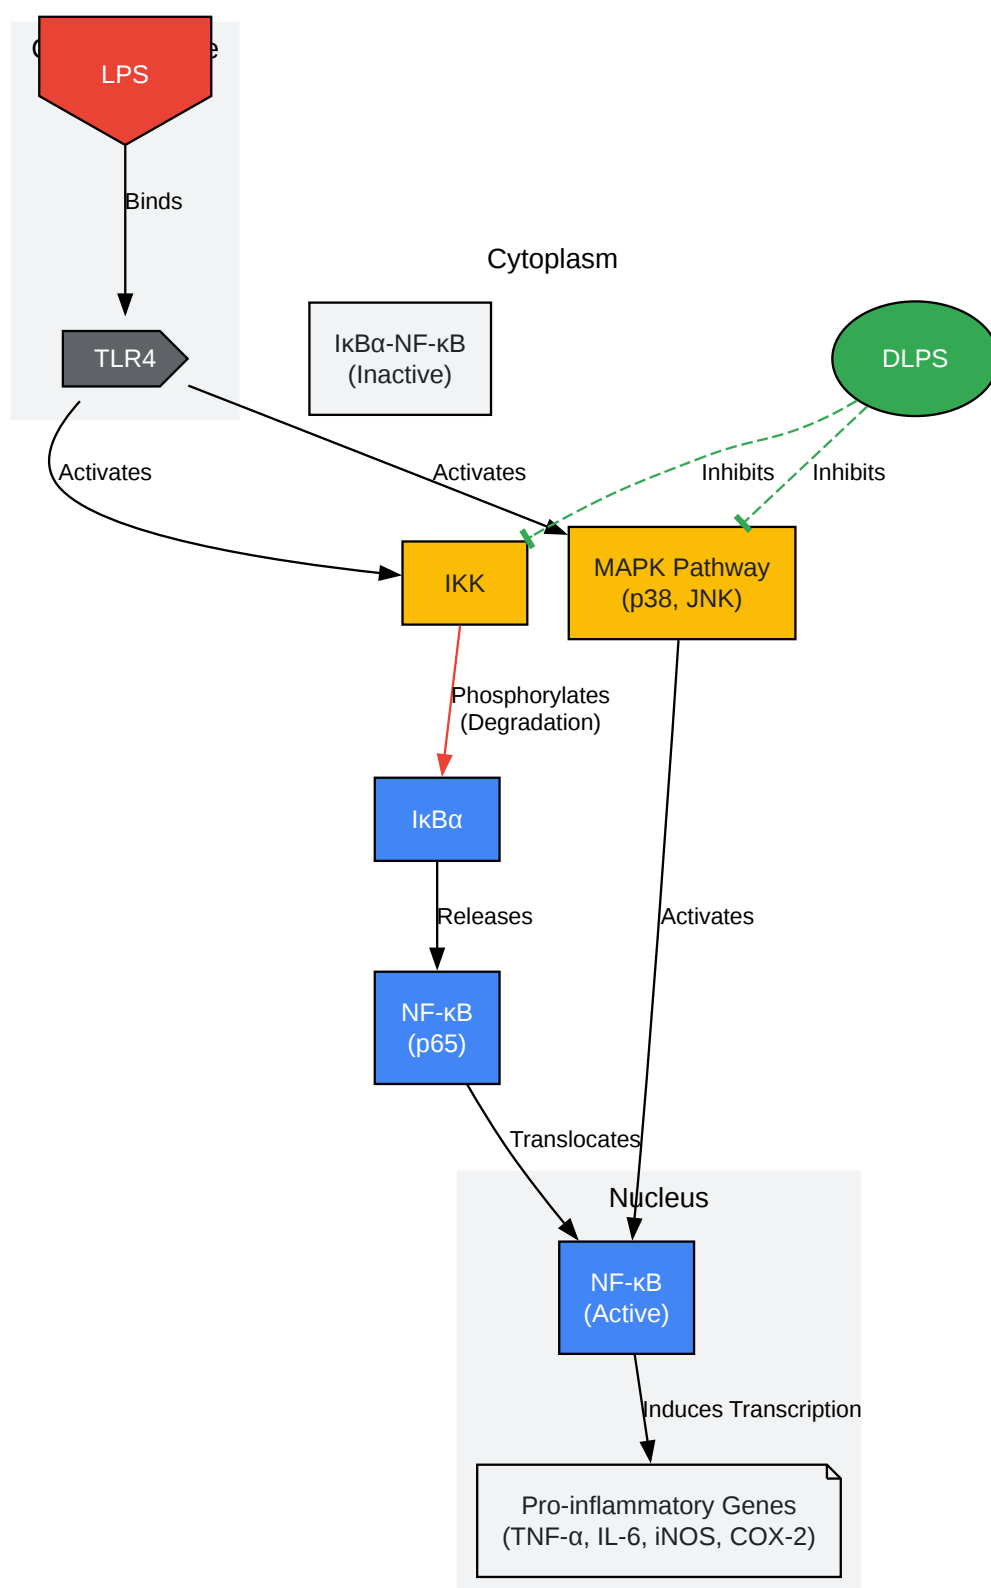 LPS
Binds
Cytoplasm
TLR4
IκBα-NF-κB
(Inactive)
DLPS
Activates
Activates
Inhibits
Inhibits
IKK
MAPK Pathway
(p38, JNK)
Phosphorylates
(Degradation)
IκBα
Releases
Activates
NF-κB
(p65)
Translocates
Nucleus
NF-κB
(Active)
Induces Transcription
Pro-inflammatory Genes
(TNF-α, IL-6, iNOS, COX-2)